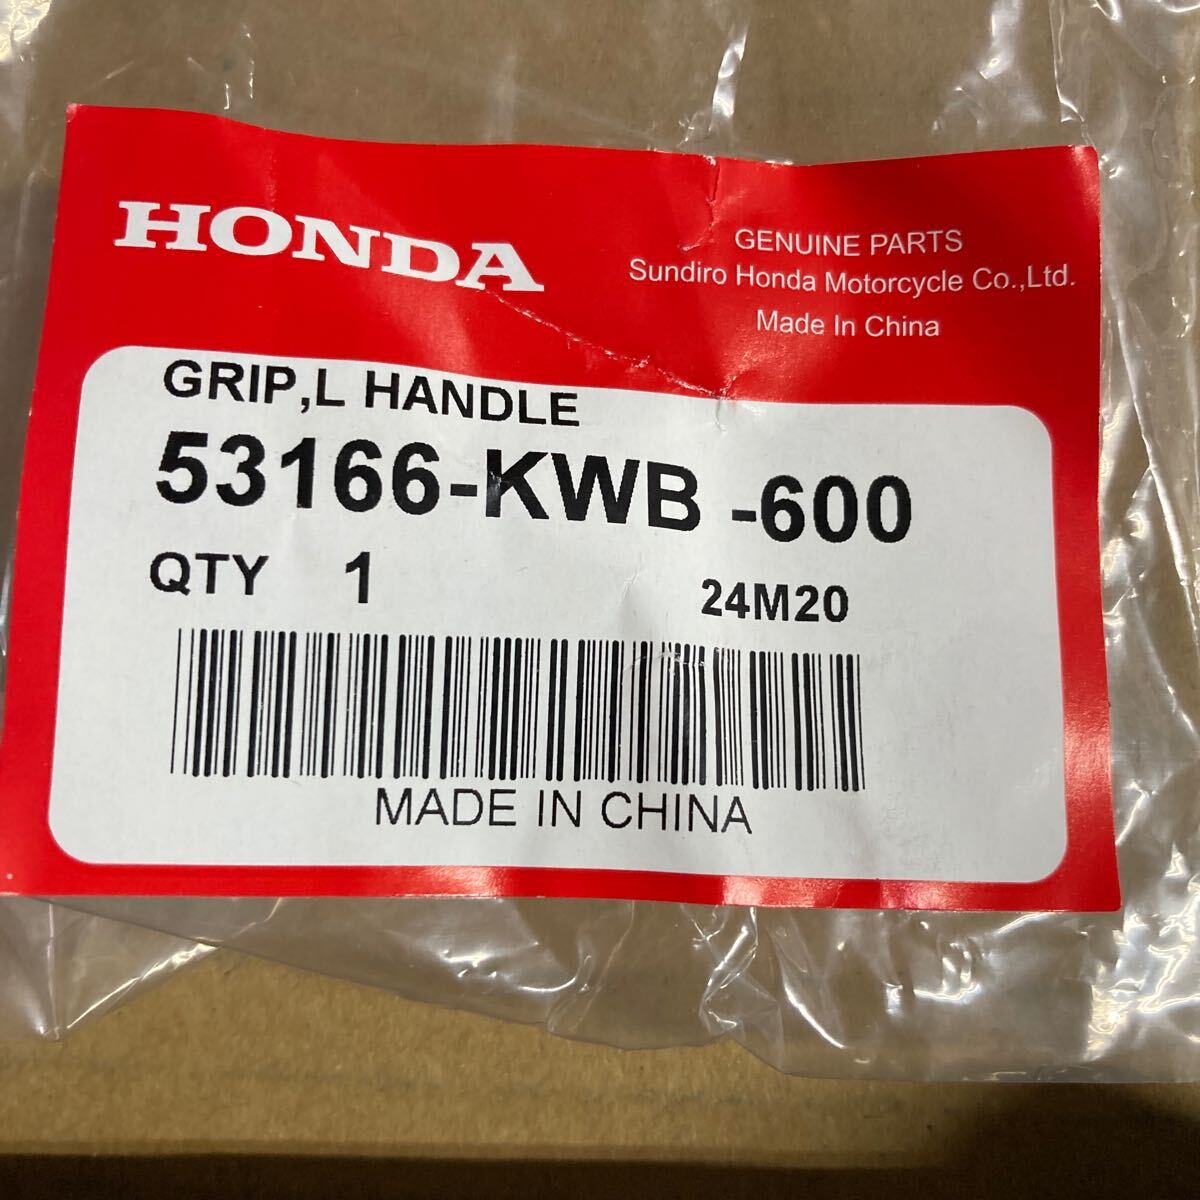 HONDA
GENUINE PARTS
Sundiro Honda Motorcycle Co.,Ltd.
Made In China
GRIP,L HANDLE
53166-KWB -600
QTY 1 24M20
MADE IN CHINA